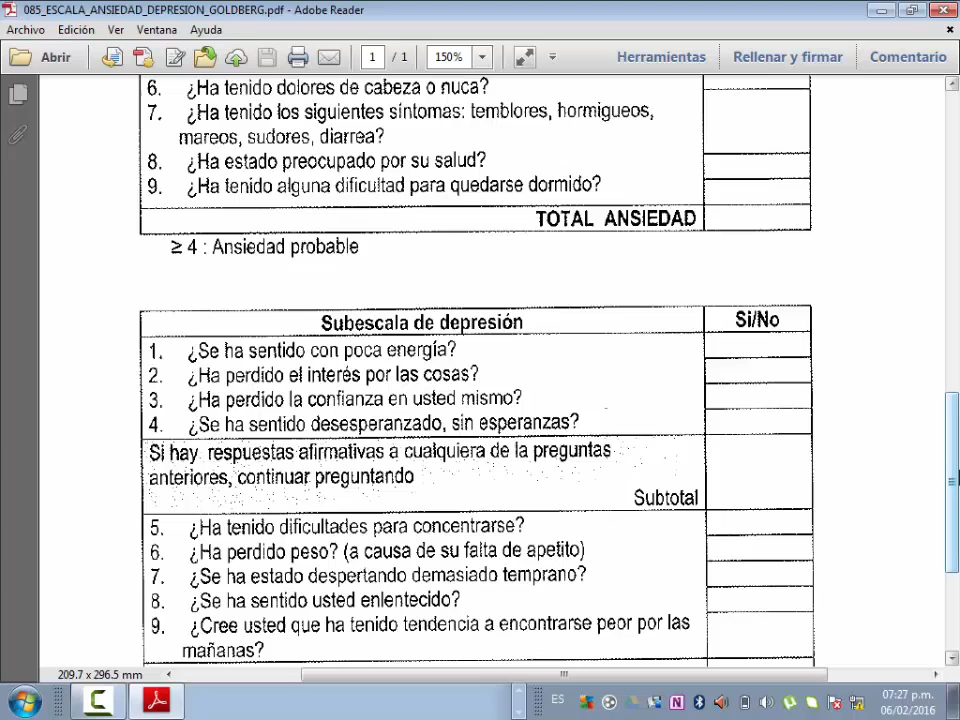 085_ESCALA_ANSIEDAD_DEPRESION_GOLDBERG.pdf - Adobe Reader
Archivo Edición Ver Ventana Ayuda
Abrir 1 / 1 150% Herramientas Rellenar y firmar Comentario
6. ¿Ha tenido dolores de cabeza o nuca?
7. ¿Ha tenido los siguientes síntomas: temblores, hormigueos,
mareos, sudores, diarrea?
8. ¿Ha estado preocupado por su salud?
9. ¿Ha tenido alguna dificultad para quedarse dormido?
TOTAL ANSIEDAD
≥ 4 : Ansiedad probable
Subescala de depresión Si/No
1. ¿Se ha sentido con poca energía?
2. ¿Ha perdido el interés por las cosas?
3. ¿Ha perdido la confianza en usted mismo?
4. ¿Se ha sentido desesperanzado, sin esperanzas?
Si hay respuestas afirmativas a cualquiera de la preguntas
anteriores, continuar preguntando
Subtotal
5. ¿Ha tenido dificultades para concentrarse?
6. ¿Ha perdido peso? (a causa de su falta de apetito)
7. ¿Se ha estado despertando demasiado temprano?
8. ¿Se ha sentido usted enlentecido?
9. ¿Cree usted que ha tenido tendencia a encontrarse peor por las
mañanas?
209.7 x 296.5 mm
ES 07:27 p.m.
06/02/2016